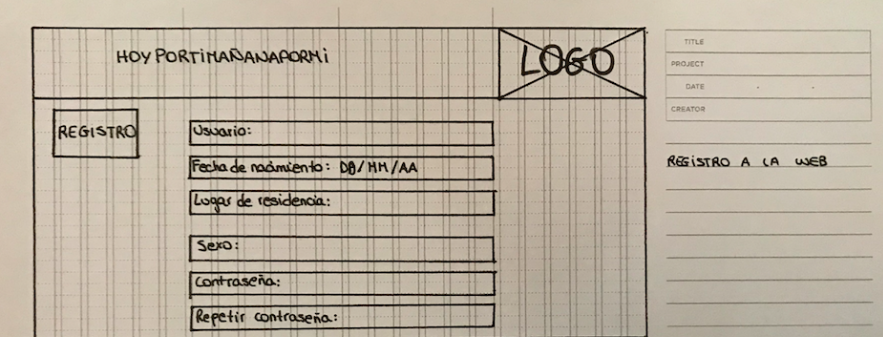 HOYPORTIMAÑANAPORMI
LOGO
REGISTRO
Usuario:
Fecha de nacimiento: DD/MM/AA
Lugar de residencia:
Sexo:
Contraseña:
Repetir contraseña:
TITLE
PROJECT
DATE
CREATOR
REGISTRO A LA WEB